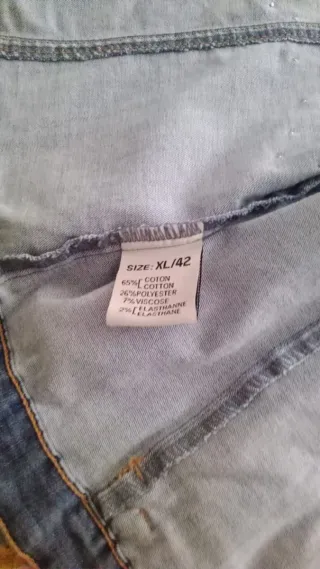 SIZE: XL/42
65%[ COTON
COTTON
26%POLYESTER
7%VISCOSE
2%[ ELASTHANNE
ELASTHANE